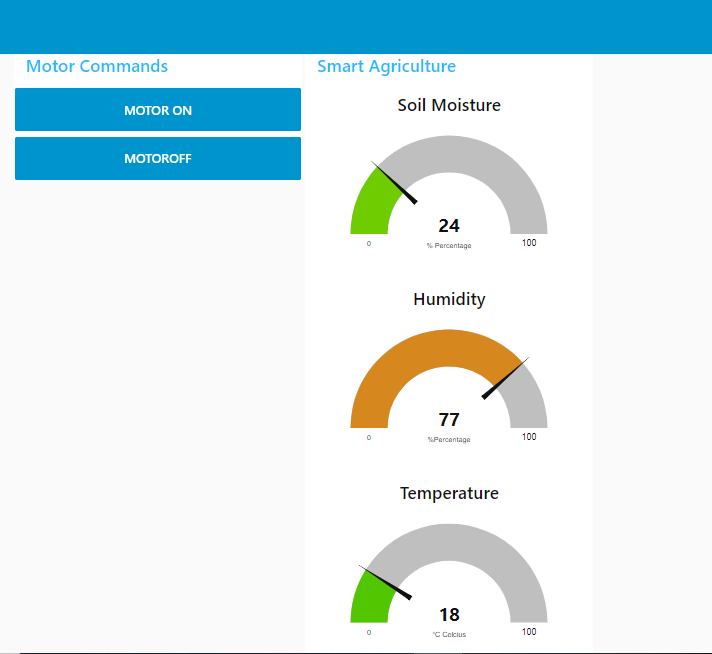 Motor Commands
MOTOR ON
MOTOROFF
Smart Agriculture
Soil Moisture
24
% Percentage
0
100
Humidity
77
%Percentage
0
100
Temperature
18
°C Celcius
0
100